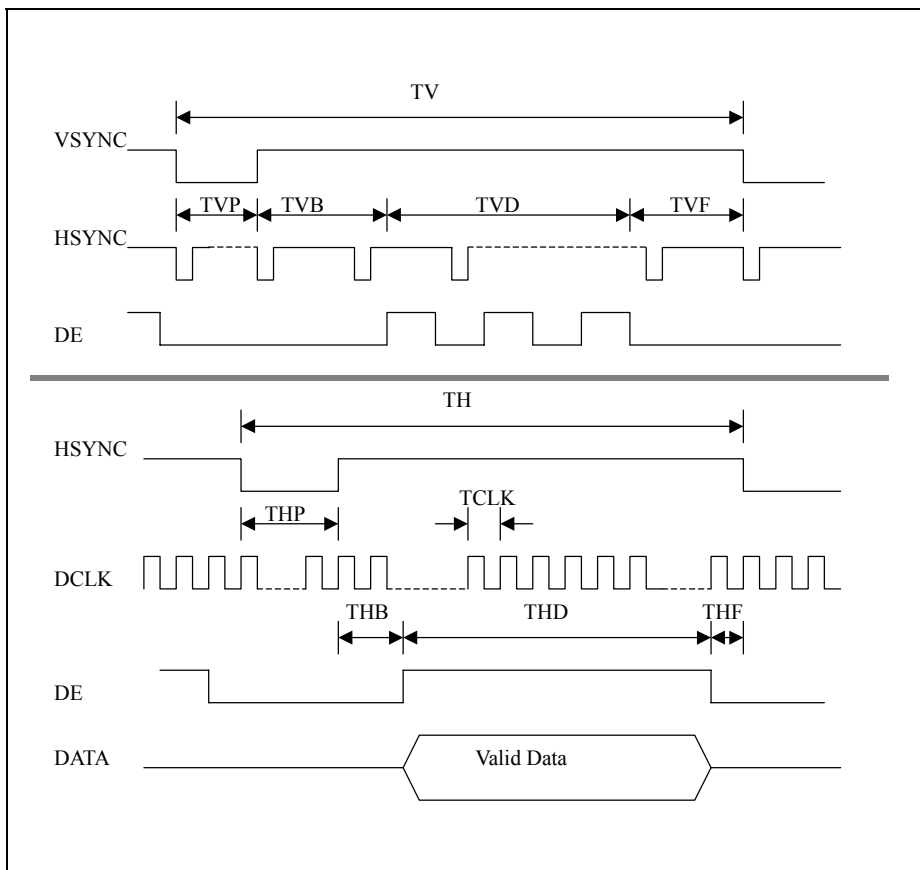 TV
VSYNC
TVP TVB TVD TVF
HSYNC
DE
TH
HSYNC
TCLK
THP
DCLK
THB THD THF
DE
DATA Valid Data